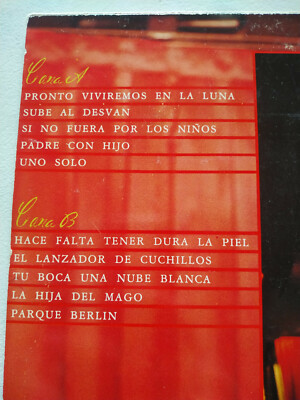 Cara A
PRONTO VIVIREMOS EN LA LUNA
SUBE AL DESVAN
SI NO FUERA POR LOS NIÑOS
PADRE CON HIJO
UNO SOLO
Cara B
HACE FALTA TENER DURA LA PIEL
EL LANZADOR DE CUCHILLOS
TU BOCA UNA NUBE BLANCA
LA HIJA DEL MAGO
PARQUE BERLIN